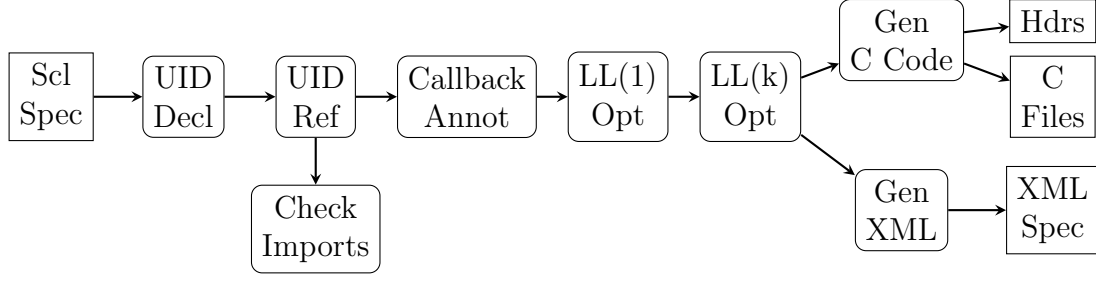 Scl
Spec
UID
Decl
UID
Ref
Callback
Annot
LL(1)
Opt
LL(k)
Opt
Gen
C Code
Hdrs
C
Files
Check
Imports
Gen
XML
XML
Spec